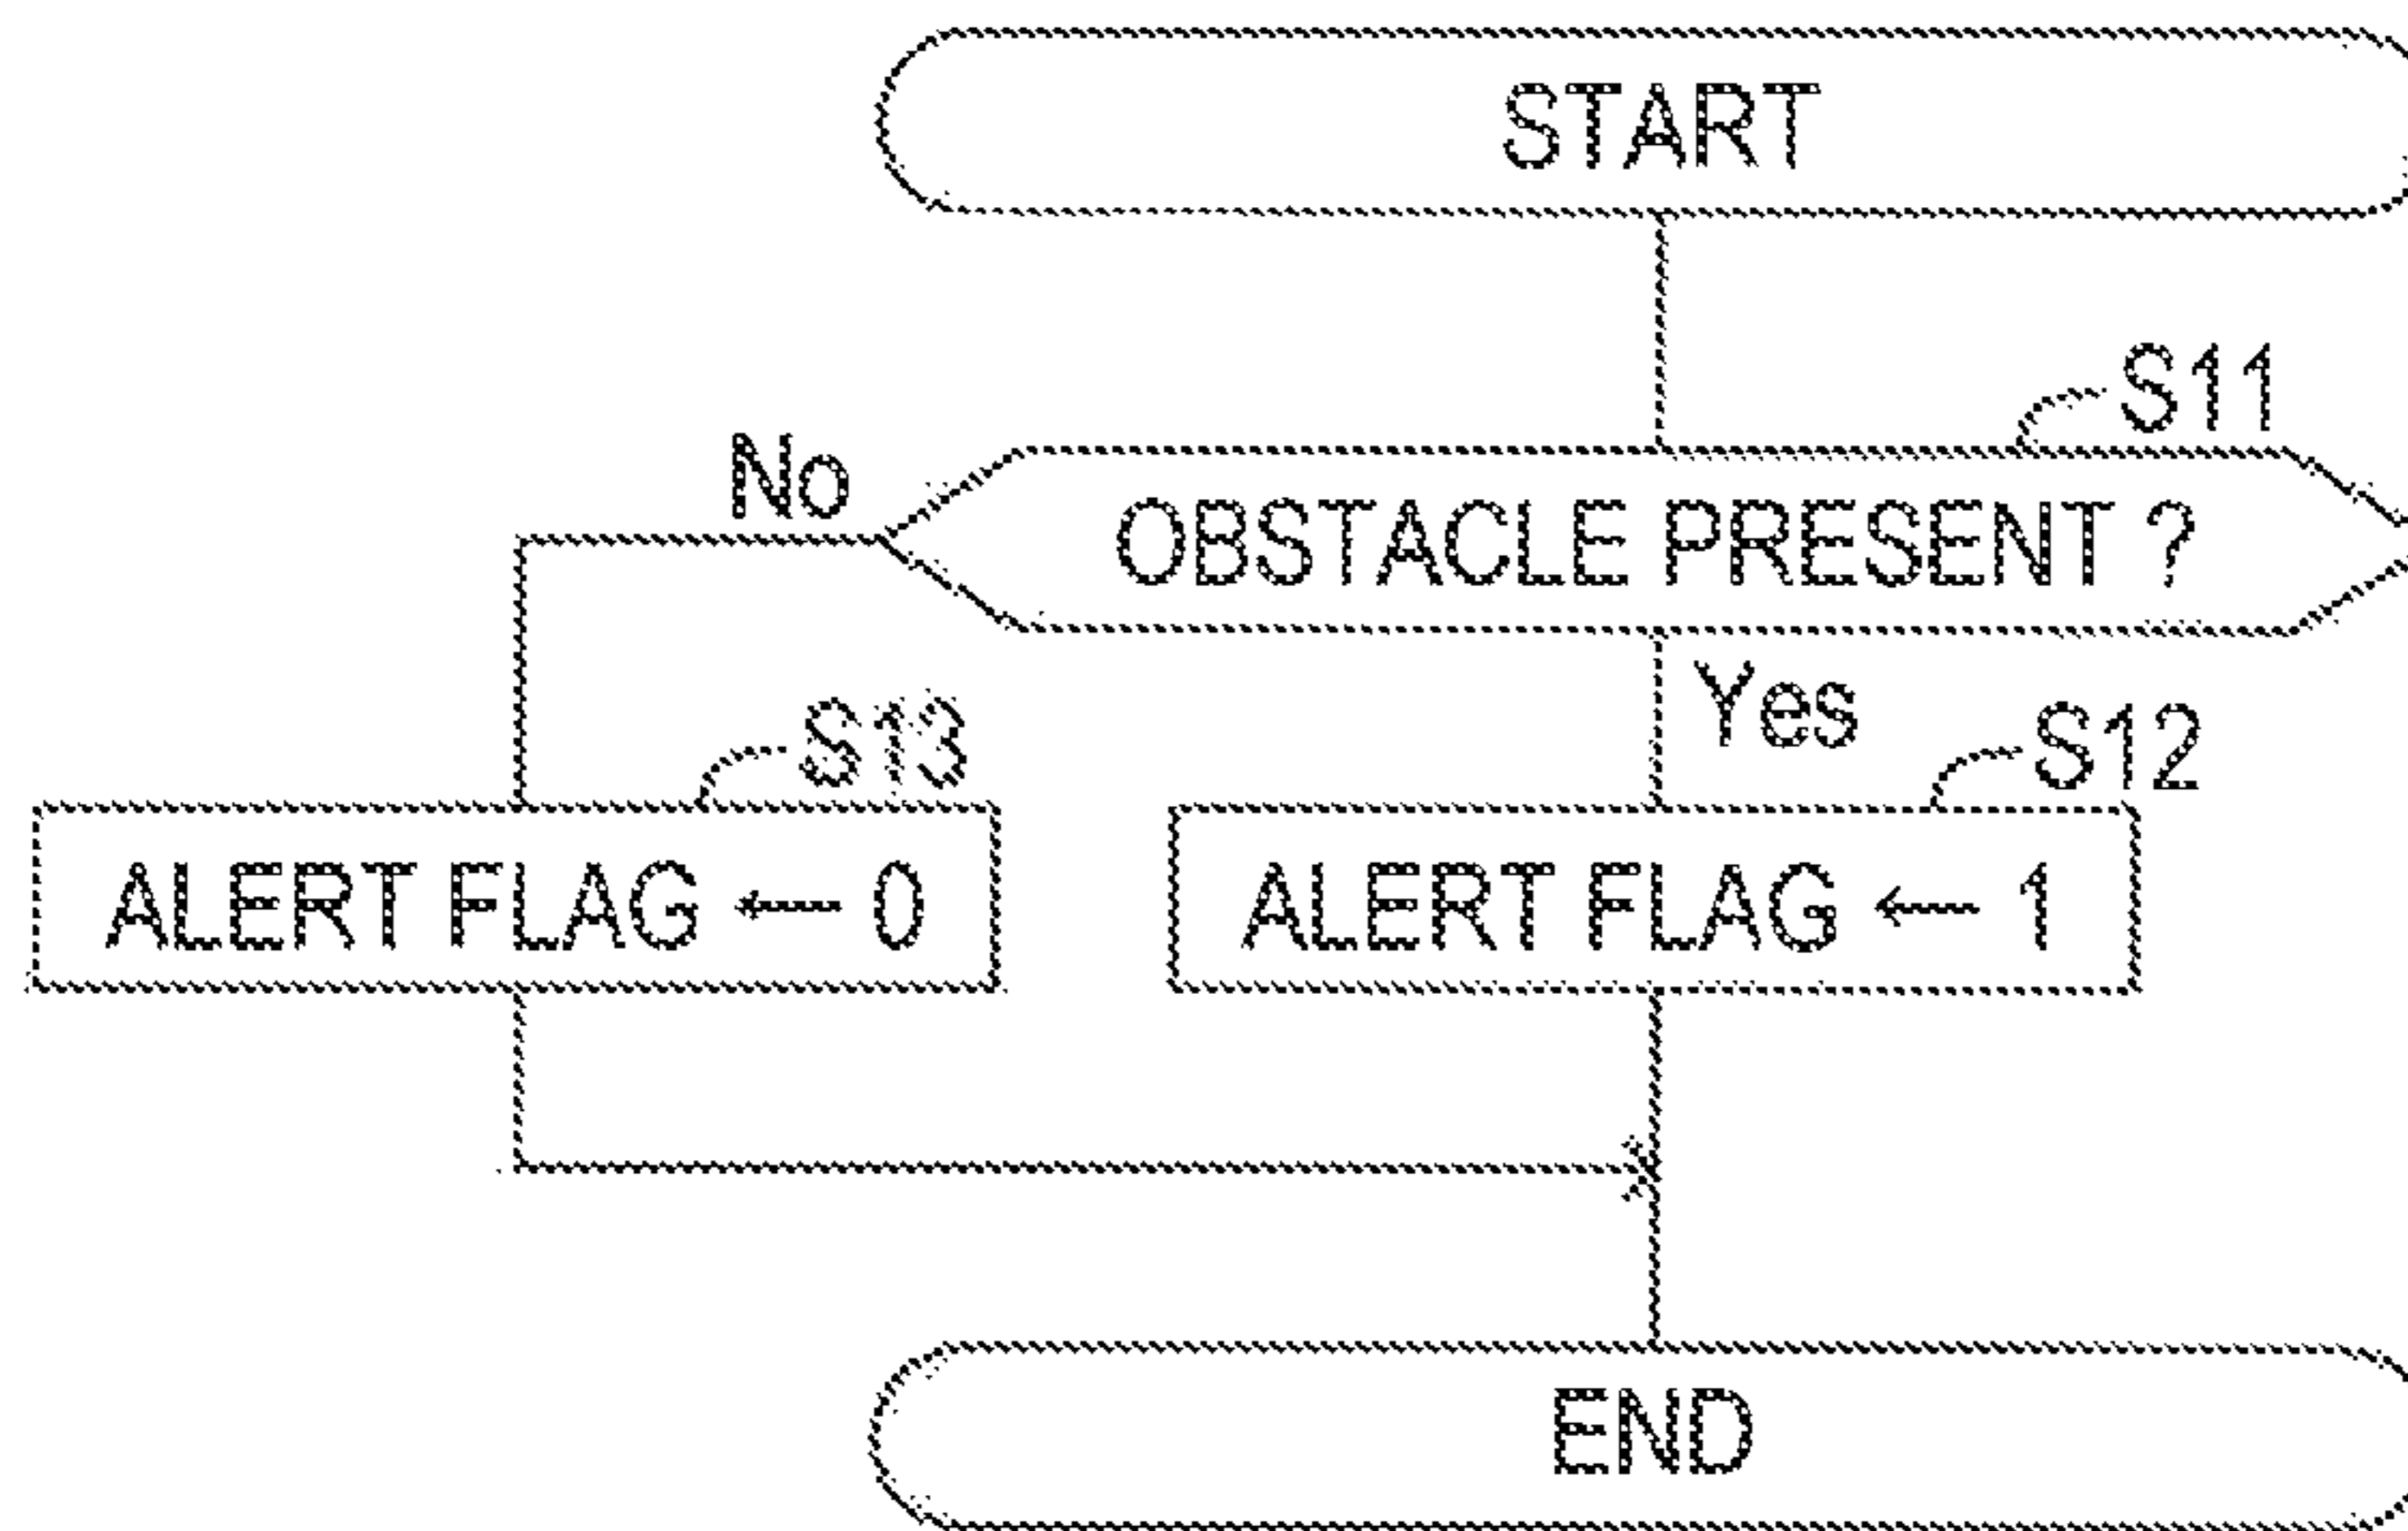 START
S11
No
OBSTACLE PRESENT ?
Yes
S13
S12
ALERT FLAG ← 0
ALERT FLAG ← 1
END